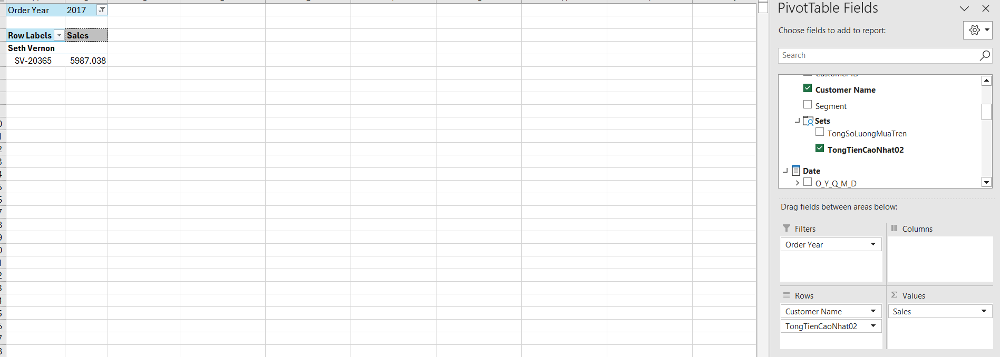 Order Year 2017
Row Labels Sales
Seth Vernon
SV-20365 5987.038
PivotTable Fields
Choose fields to add to report:
Search
Customer ID
Customer Name
Segment
Sets
TongSoLuongMuaTren
TongTienCaoNhat02
Date
O_Y_Q_M_D
Drag fields between areas below:
Filters
Columns
Order Year
Rows
Values
Customer Name
Sales
TongTienCaoNhat02